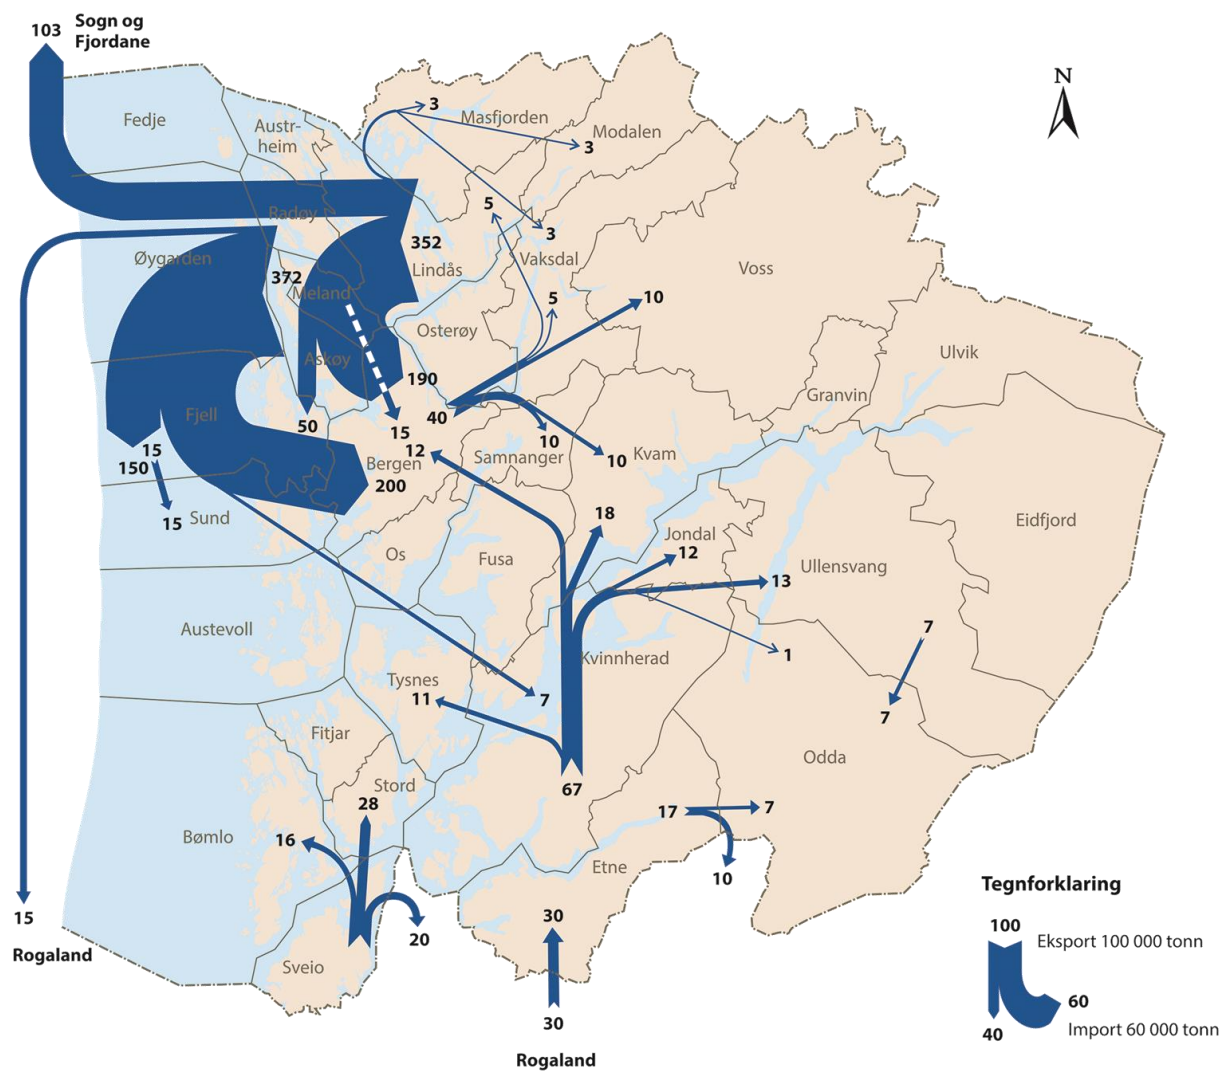 103
Sogn og
Fjordane
N
Fedje
Austr-
heim
3
Masfjorden
Modalen
3
5
3
Radøy
352
Lindås
Øygarden
372
Meland
Vaksdal
Voss
5
10
Osterøy
Askøy
Ulvik
190
Granvin
Fjell
40
50
15
10
15
12
Bergen
Samnanger
10
Kvam
150
200
15
Sund
18
Jondal
12
Eidfjord
Os
Fusa
13
Ullensvang
Austevoll
7
Kvinnherad
1
Tysnes
11
7
7
Fitjar
Odda
Stord
67
28
17
7
Bømlo
16
Etne
10
Tegnforklaring
15
30
100
Eksport 100 000 tonn
Rogaland
20
Sveio
60
30
40
Import 60 000 tonn
Rogaland